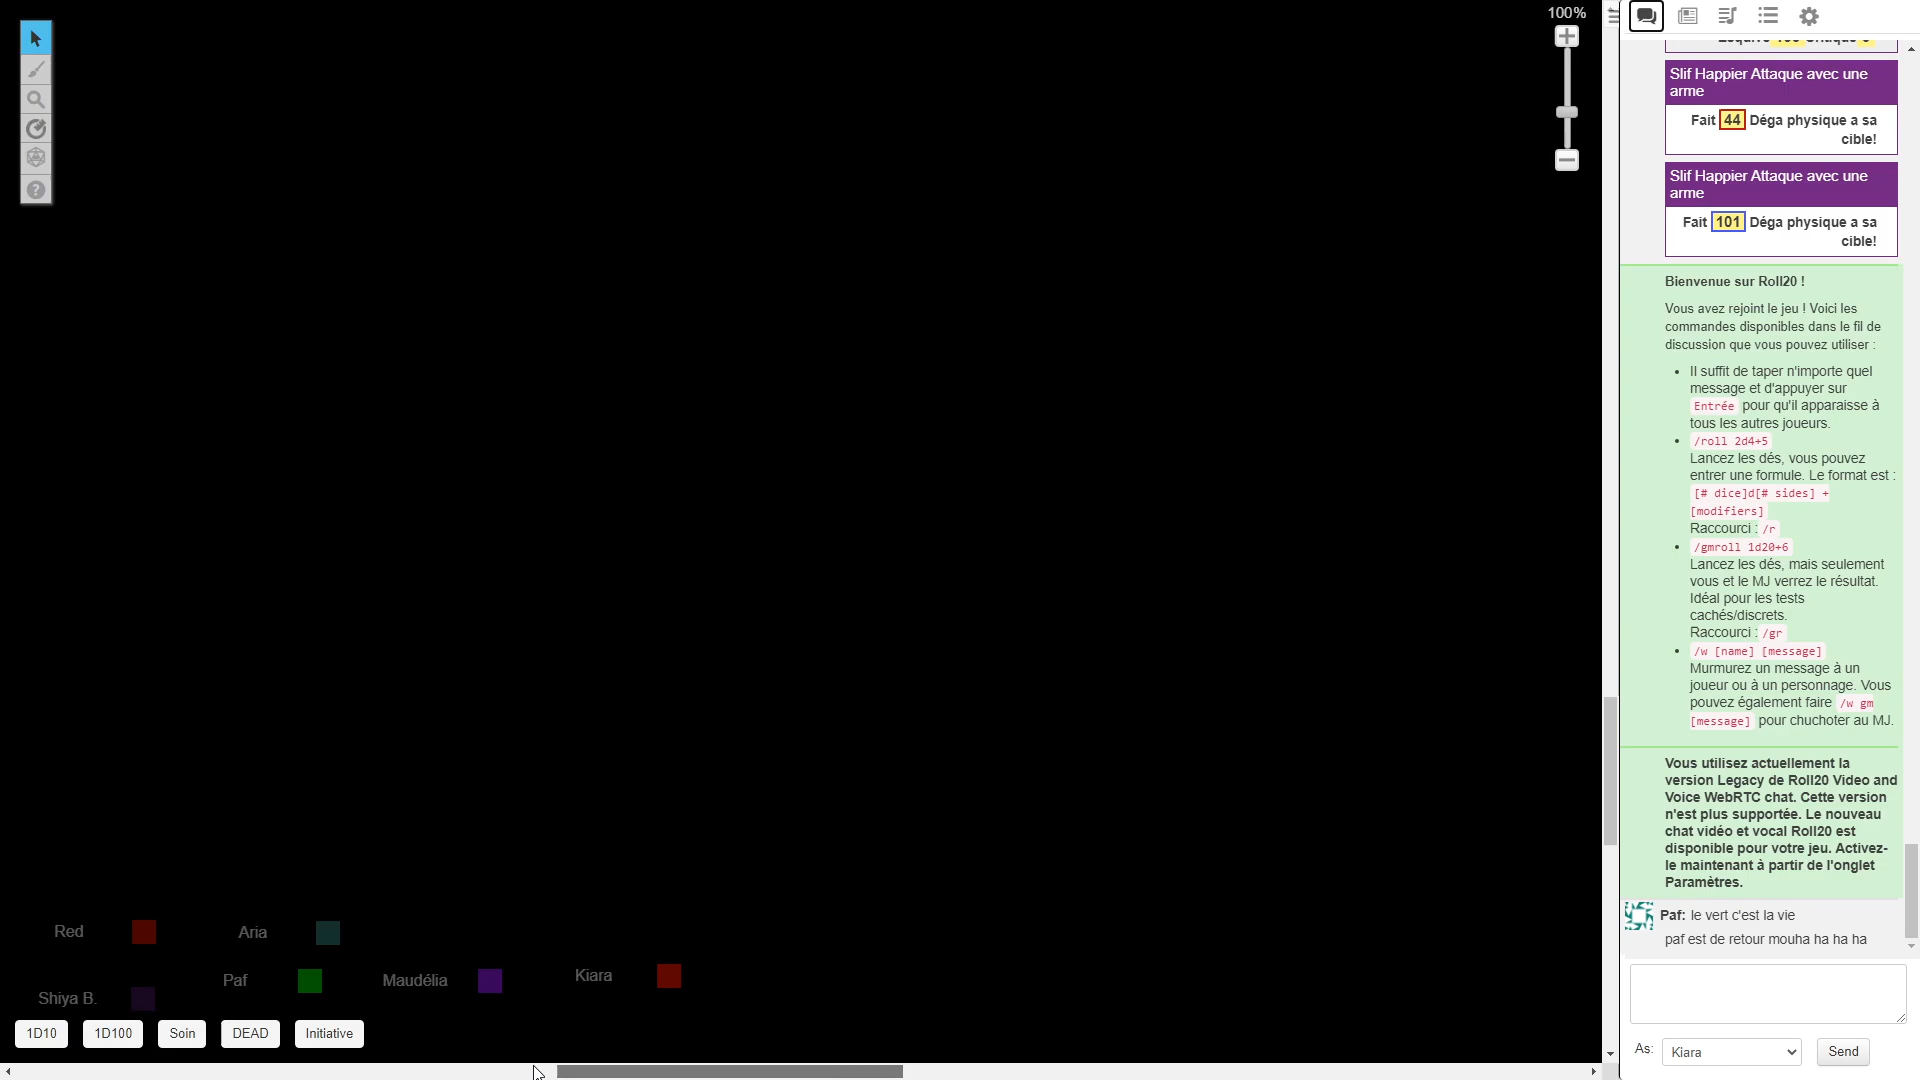 100%
Slif Happier Attaque avec une
arme
Fait 44 Déga physique a sa
cible!
Slif Happier Attaque avec une
arme
Fait 101 Déga physique a sa
cible!
Bienvenue sur Roll20 !
Vous avez rejoint le jeu ! Voici les
commandes disponibles dans le fil de
discussion que vous pouvez utiliser :
• Il suffit de taper n'importe quel
message et d'appuyer sur
Entrée pour qu'il apparaisse à
tous les autres joueurs.
• /roll 2d4+5
Lancez les dés, vous pouvez
entrer une formule. Le format est :
[# dice]d[# sides] +
[modifiers]
Raccourci : /r
• /gmroll 1d20+6
Lancez les dés, mais seulement
vous et le MJ verrez le résultat.
Idéal pour les tests
cachés/discrets.
Raccourci : /gr
• /w [name] [message]
Murmurez un message à un
joueur ou à un personnage. Vous
pouvez également faire /w gm
[message] pour chuchoter au MJ.
Vous utilisez actuellement la
version Legacy de Roll20 Video and
Voice WebRTC chat. Cette version
n'est plus supportée. Le nouveau
chat vidéo et vocal Roll20 est
disponible pour votre jeu. Activez-
le maintenant à partir de l'onglet
Paramètres.
Paf: le vert c'est la vie
paf est de retour mouha ha ha ha
As: Kiara Send
Red
Aria
Paf
Maudélia
Kiara
Shiya B.
1D10 1D100 Soin DEAD Initiative